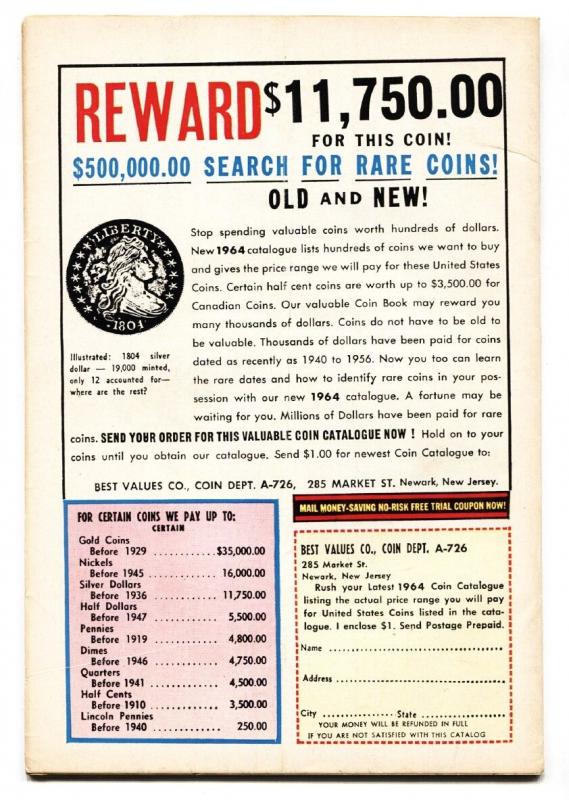 REWARD $11,750.00
FOR THIS COIN!
$500,000.00 SEARCH FOR RARE COINS!
OLD AND NEW!
LIBERTY
1804
Illustrated: 1804 silver
dollar — 19,000 minted,
only 12 accounted for—
where are the rest?
Stop spending valuable coins worth hundreds of dollars.
New 1964 catalogue lists hundreds of coins we want to buy
and gives the price range we will pay for these United States
Coins. Certain half cent coins are worth up to $3,500.00 for
Canadian Coins. Our valuable Coin Book may reward you
many thousands of dollars. Coins do not have to be old to
be valuable. Thousands of dollars have been paid for coins
dated as recently as 1940 to 1956. Now you too can learn
the rare dates and how to identify rare coins in your pos-
session with our new 1964 catalogue. A fortune may be
waiting for you. Millions of Dollars have been paid for rare
coins. SEND YOUR ORDER FOR THIS VALUABLE COIN CATALOGUE NOW ! Hold on to your
coins until you obtain our catalogue. Send $1.00 for newest Coin Catalogue to:
BEST VALUES CO., COIN DEPT. A-726, 285 MARKET ST. Newark, New Jersey.
FOR CERTAIN COINS WE PAY UP TO:
CERTAIN
Gold Coins
Before 1929 ............ $35,000.00
Nickels
Before 1945 ............ 16,000.00
Silver Dollars
Before 1936 ............ 11,750.00
Half Dollars
Before 1947 ............ 5,500.00
Pennies
Before 1919 ............ 4,800.00
Dimes
Before 1946 ............ 4,750.00
Quarters
Before 1941 ............ 4,500.00
Half Cents
Before 1910 ............ 3,500.00
Lincoln Pennies
Before 1940 ............ 250.00
MAIL MONEY-SAVING NO-RISK FREE TRIAL COUPON NOW!
BEST VALUES CO., COIN DEPT. A-726
285 Market St.
Newark, New Jersey
Rush your Latest 1964 Coin Catalogue
listing the actual price range you will pay
for United States Coins listed in the cata-
logue. I enclose $1. Send Postage Prepaid.
Name ................................
Address ..............................
City ................ State ................
YOUR MONEY WILL BE REFUNDED IN FULL
IF YOU ARE NOT SATISFIED WITH THIS CATALOG